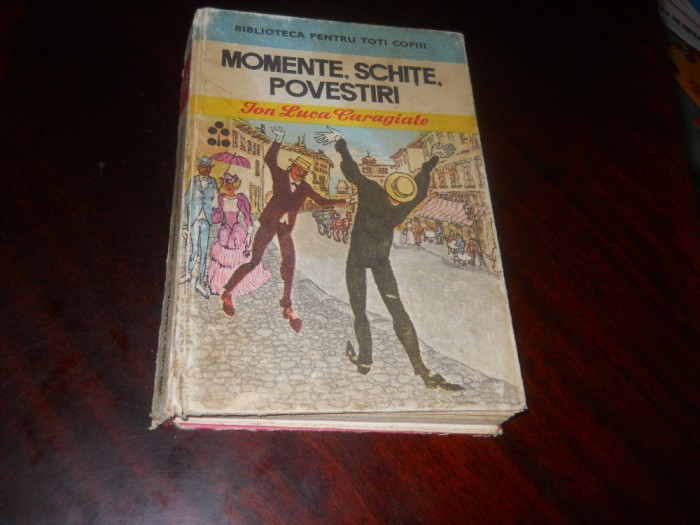 BIBLIOTECA PENTRU TOȚI COPIII
MOMENTE, SCHIȚE,
POVESTIRI
Ion Luca Caragiale